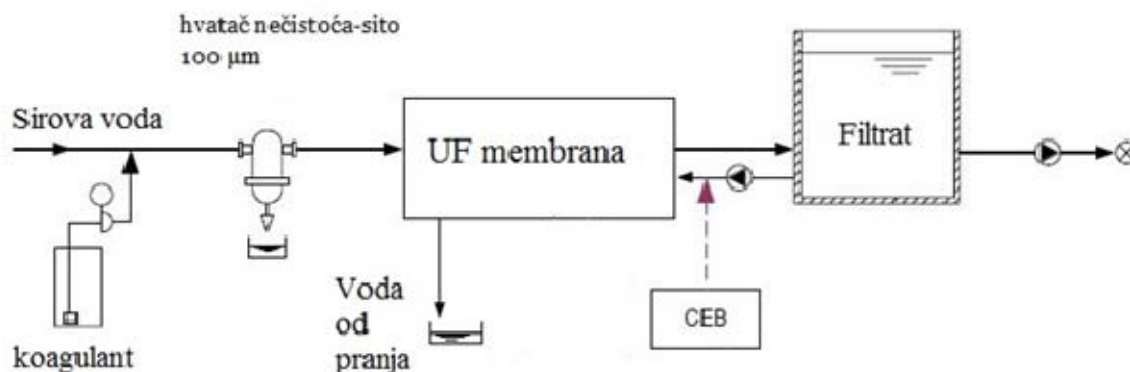 hvatač nečistoća-sito
100 µm
Sirova voda
UF membrana
Filtrat
koagulant
Voda
od
pranja
CEB